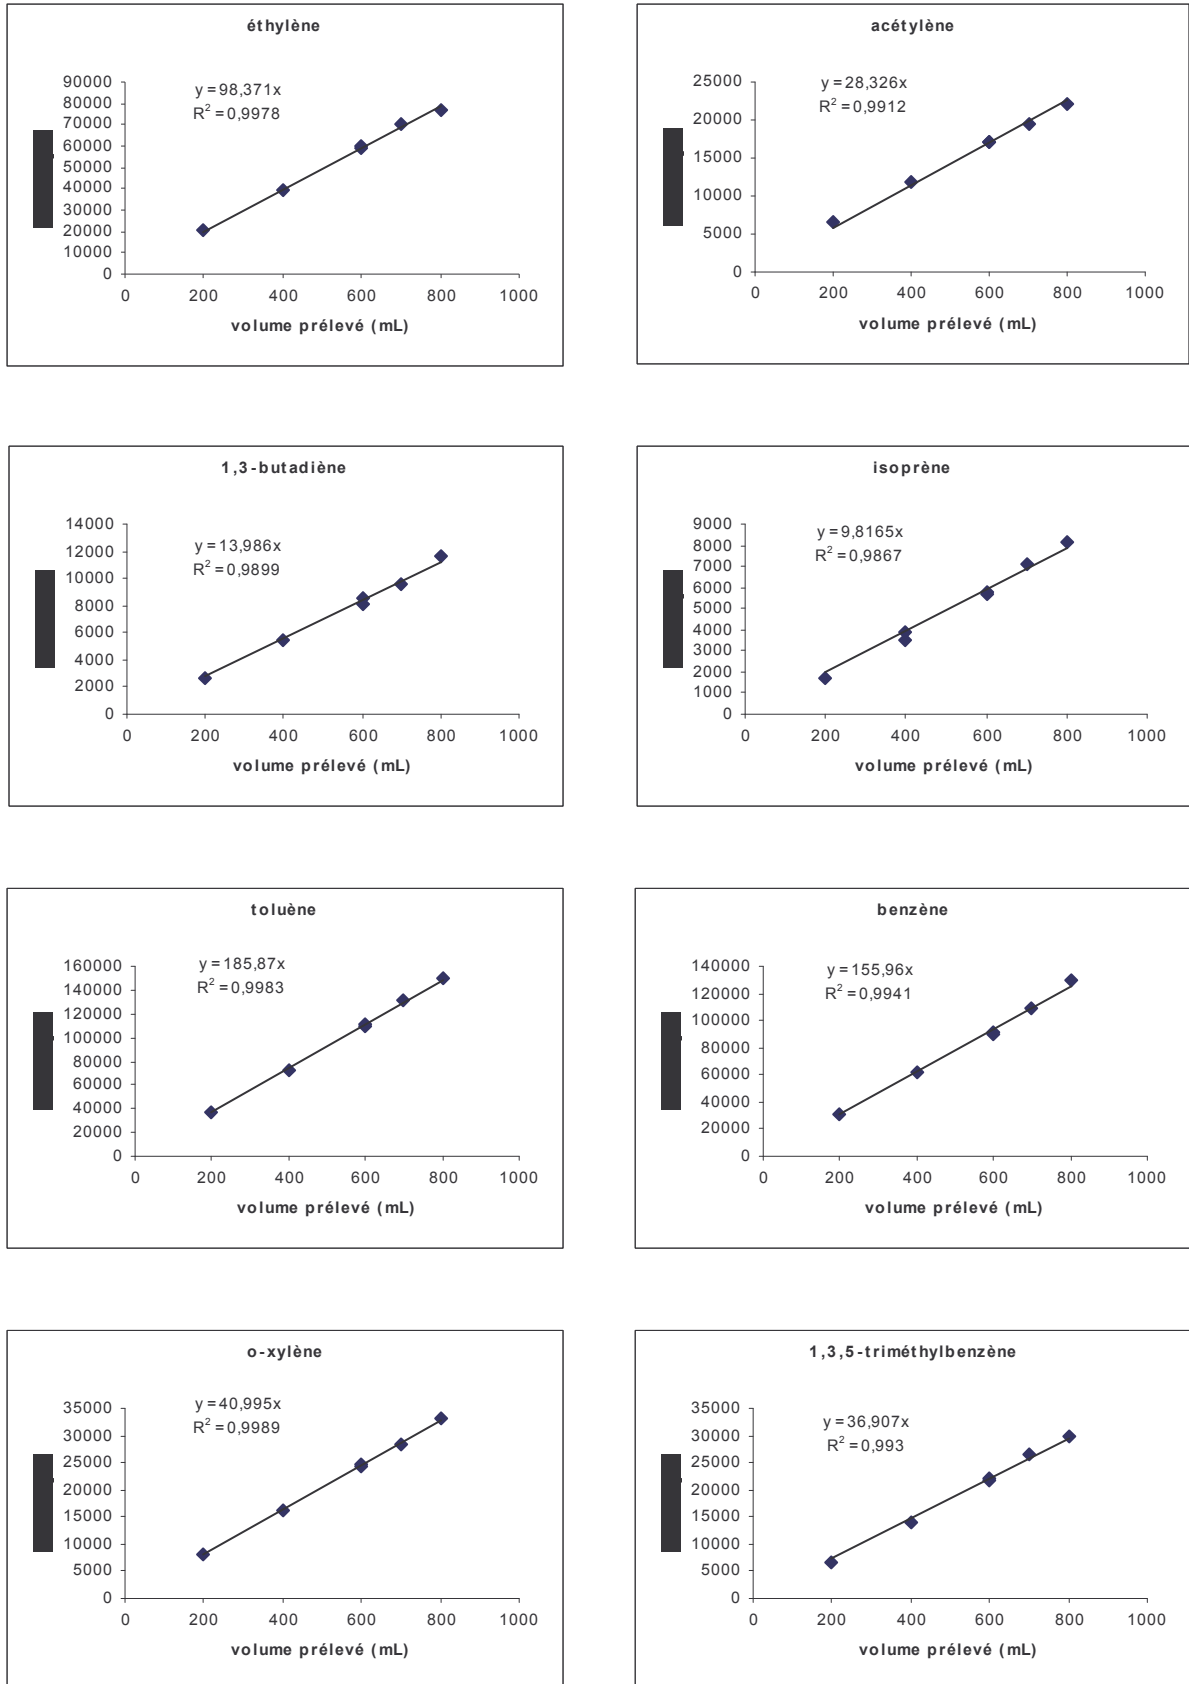 éthylène
y = 98,371x
R² = 0,9978
90000
80000
70000
60000
50000
40000
30000
20000
10000
0
0 200 400 600 800 1000
volume prélevé (mL)
acétylène
y = 28,326x
R² = 0,9912
25000
20000
15000
10000
5000
0
0 200 400 600 800 1000
volume prélevé (mL)
1,3-butadiène
y = 13,986x
R² = 0,9899
14000
12000
10000
8000
6000
4000
2000
0
0 200 400 600 800 1000
volume prélevé (mL)
isoprène
y = 9,8165x
R² = 0,9867
9000
8000
7000
6000
5000
4000
3000
2000
1000
0
0 200 400 600 800 1000
volume prélevé (mL)
toluène
y = 185,87x
R² = 0,9983
160000
140000
120000
100000
80000
60000
40000
20000
0
0 200 400 600 800 1000
volume prélevé (mL)
benzène
y = 155,96x
R² = 0,9941
140000
120000
100000
80000
60000
40000
20000
0
0 200 400 600 800 1000
volume prélevé (mL)
o-xylène
y = 40,995x
R² = 0,9989
35000
30000
25000
20000
15000
10000
5000
0
0 200 400 600 800 1000
volume prélevé (mL)
1,3,5-triméthylbenzène
y = 36,907x
R² = 0,993
35000
30000
25000
20000
15000
10000
5000
0
0 200 400 600 800 1000
volume prélevé (mL)